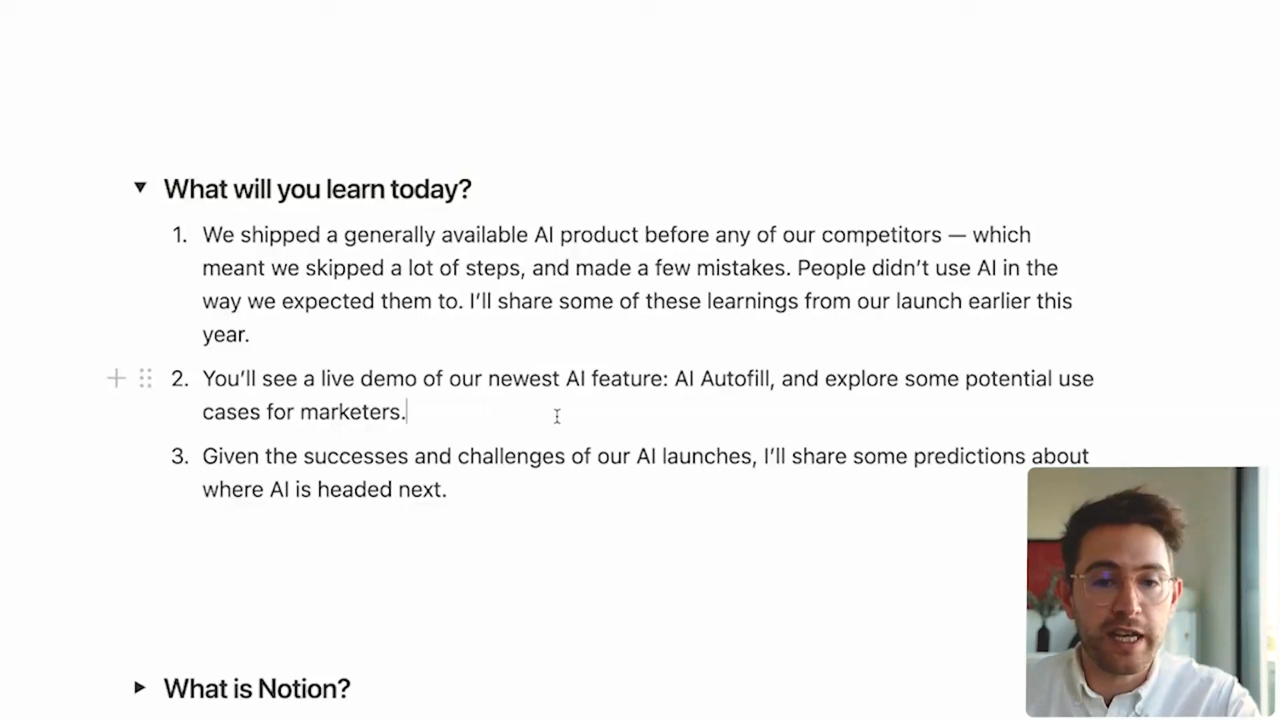 What will you learn today?
1. We shipped a generally available AI product before any of our competitors — which
meant we skipped a lot of steps, and made a few mistakes. People didn’t use AI in the
way we expected them to. I’ll share some of these learnings from our launch earlier this
year.
2. You’ll see a live demo of our newest AI feature: AI Autofill, and explore some potential use
cases for marketers.
3. Given the successes and challenges of our AI launches, I’ll share some predictions about
where AI is headed next.
What is Notion?